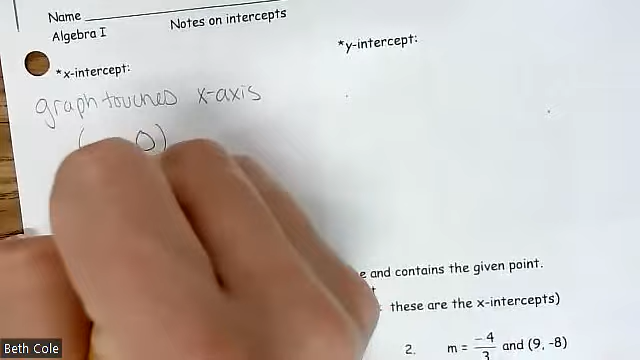 Name
Algebra I
Notes on intercepts
*x-intercept:
*y-intercept:
graph touches x-axis
( 0)
e and contains the given point.
these are the x-intercepts)
2. m = -4/3 and (9, -8)
Beth Cole